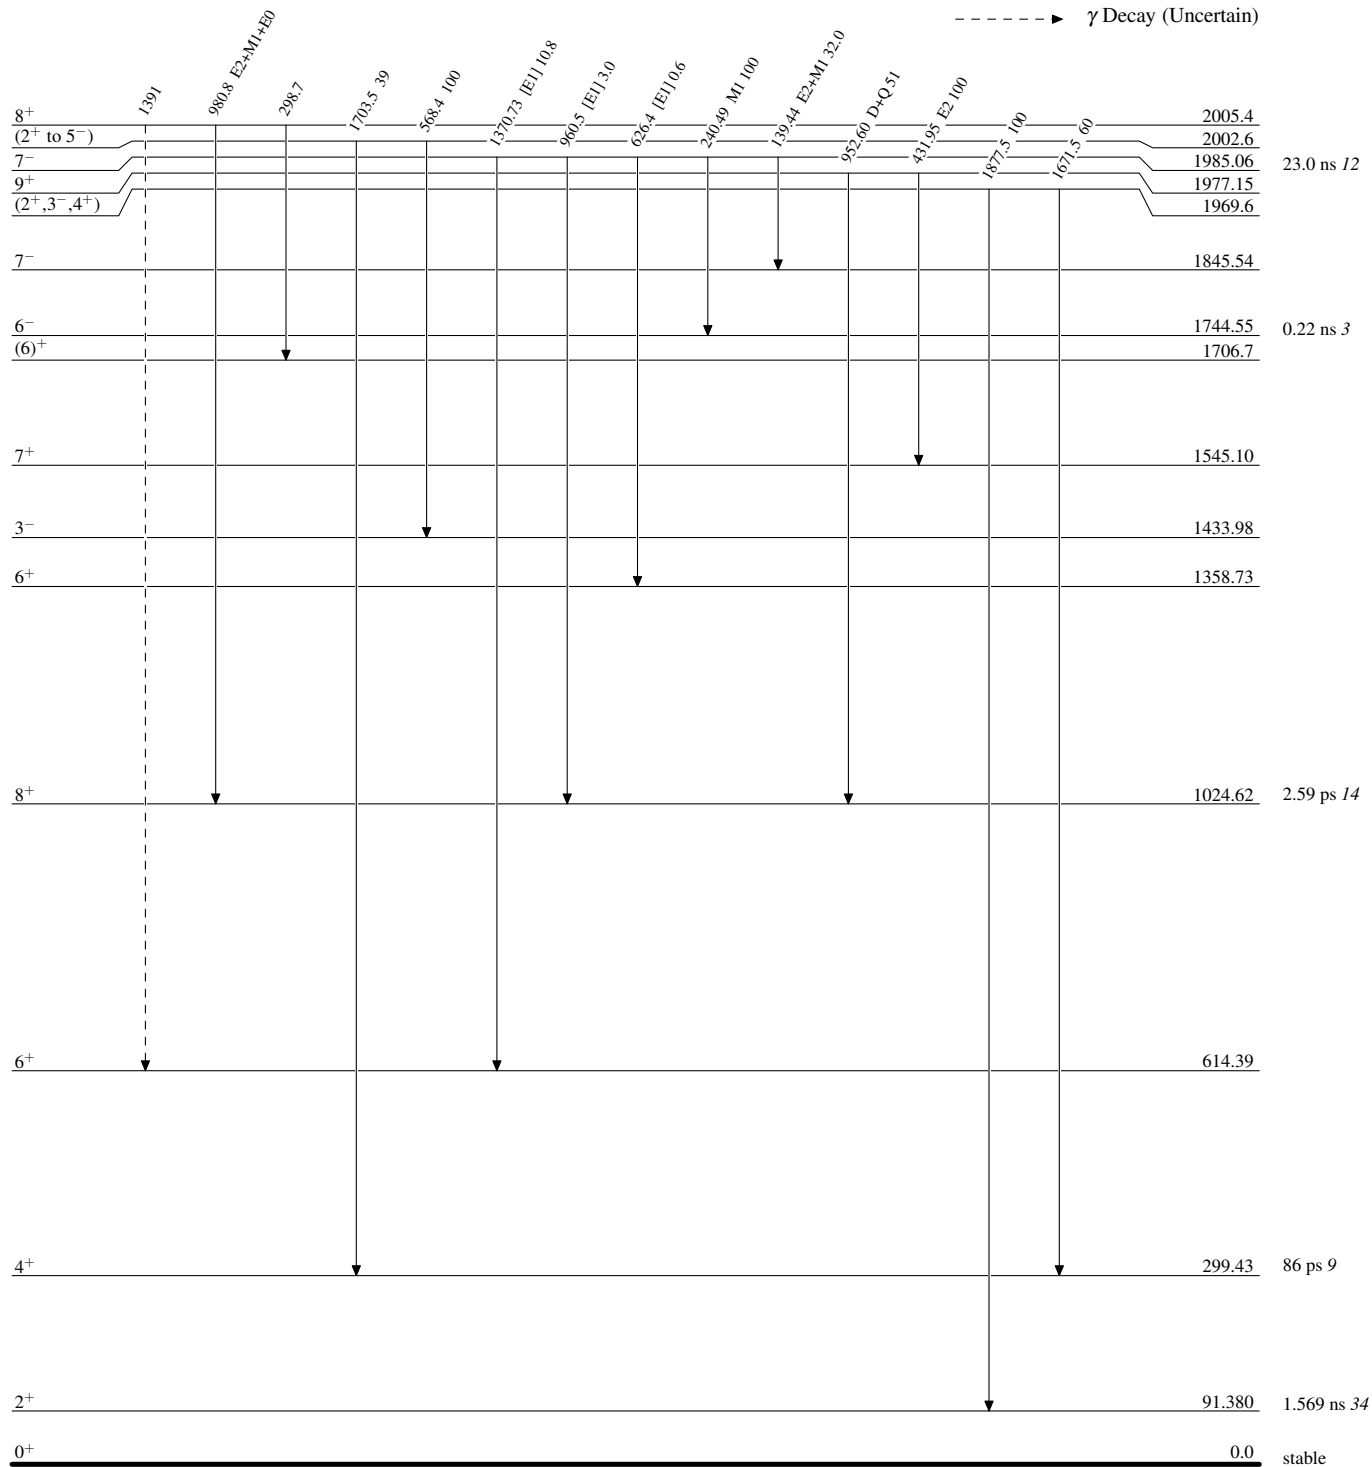 γ Decay (Uncertain)
1391
980.8 E2+M1+E0
298.7
1703.5 39
568.4 100
1370.73 [E1] 10.8
960.5 [E1] 3.0
626.4 [E1] 0.6
240.49 M1 100
139.44 E2+M1 32.0
952.60 D+Q 51
431.95 E2 100
1877.5 100
1671.5 60
8⁺ 2005.4
(2⁺ to 5⁻) 2002.6
7⁻ 1985.06 23.0 ns 12
9⁺ 1977.15
(2⁺,3⁻,4⁺) 1969.6
7⁻ 1845.54
6⁻ 1744.55 0.22 ns 3
(6)⁺ 1706.7
7⁺ 1545.10
3⁻ 1433.98
6⁺ 1358.73
8⁺ 1024.62 2.59 ps 14
6⁺ 614.39
4⁺ 299.43 86 ps 9
2⁺ 91.380 1.569 ns 34
0⁺ 0.0 stable